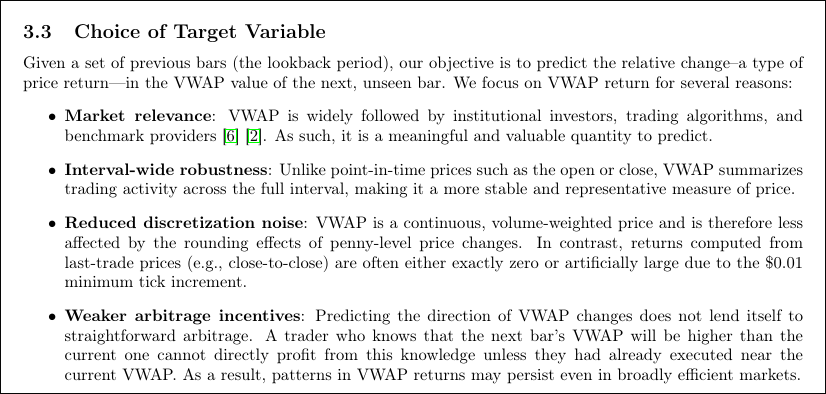 3.3 Choice of Target Variable
Given a set of previous bars (the lookback period), our objective is to predict the relative change–a type of
price return—in the VWAP value of the next, unseen bar. We focus on VWAP return for several reasons:
• Market relevance: VWAP is widely followed by institutional investors, trading algorithms, and
benchmark providers [6] [2]. As such, it is a meaningful and valuable quantity to predict.
• Interval-wide robustness: Unlike point-in-time prices such as the open or close, VWAP summarizes
trading activity across the full interval, making it a more stable and representative measure of price.
• Reduced discretization noise: VWAP is a continuous, volume-weighted price and is therefore less
affected by the rounding effects of penny-level price changes. In contrast, returns computed from
last-trade prices (e.g., close-to-close) are often either exactly zero or artificially large due to the $0.01
minimum tick increment.
• Weaker arbitrage incentives: Predicting the direction of VWAP changes does not lend itself to
straightforward arbitrage. A trader who knows that the next bar's VWAP will be higher than the
current one cannot directly profit from this knowledge unless they had already executed near the
current VWAP. As a result, patterns in VWAP returns may persist even in broadly efficient markets.